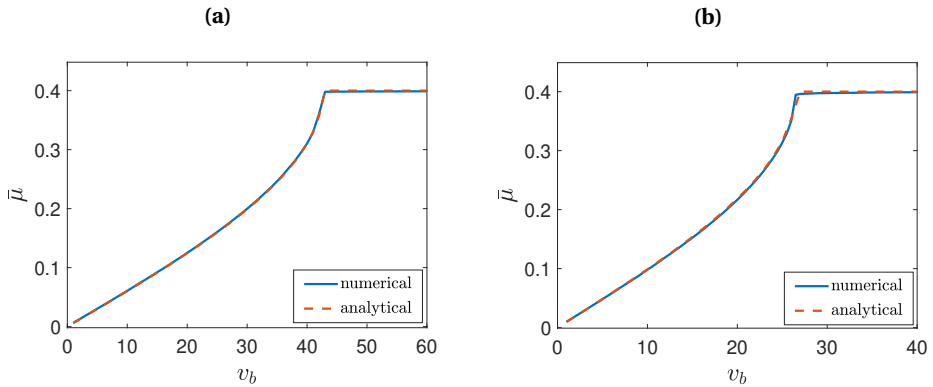 (a)
0.4
0.3
0.2
0.1
0
μ̄
0 10 20 30 40 50 60
v_b
numerical
analytical
(b)
0.4
0.3
0.2
0.1
0
μ̄
0 10 20 30 40
v_b
numerical
analytical